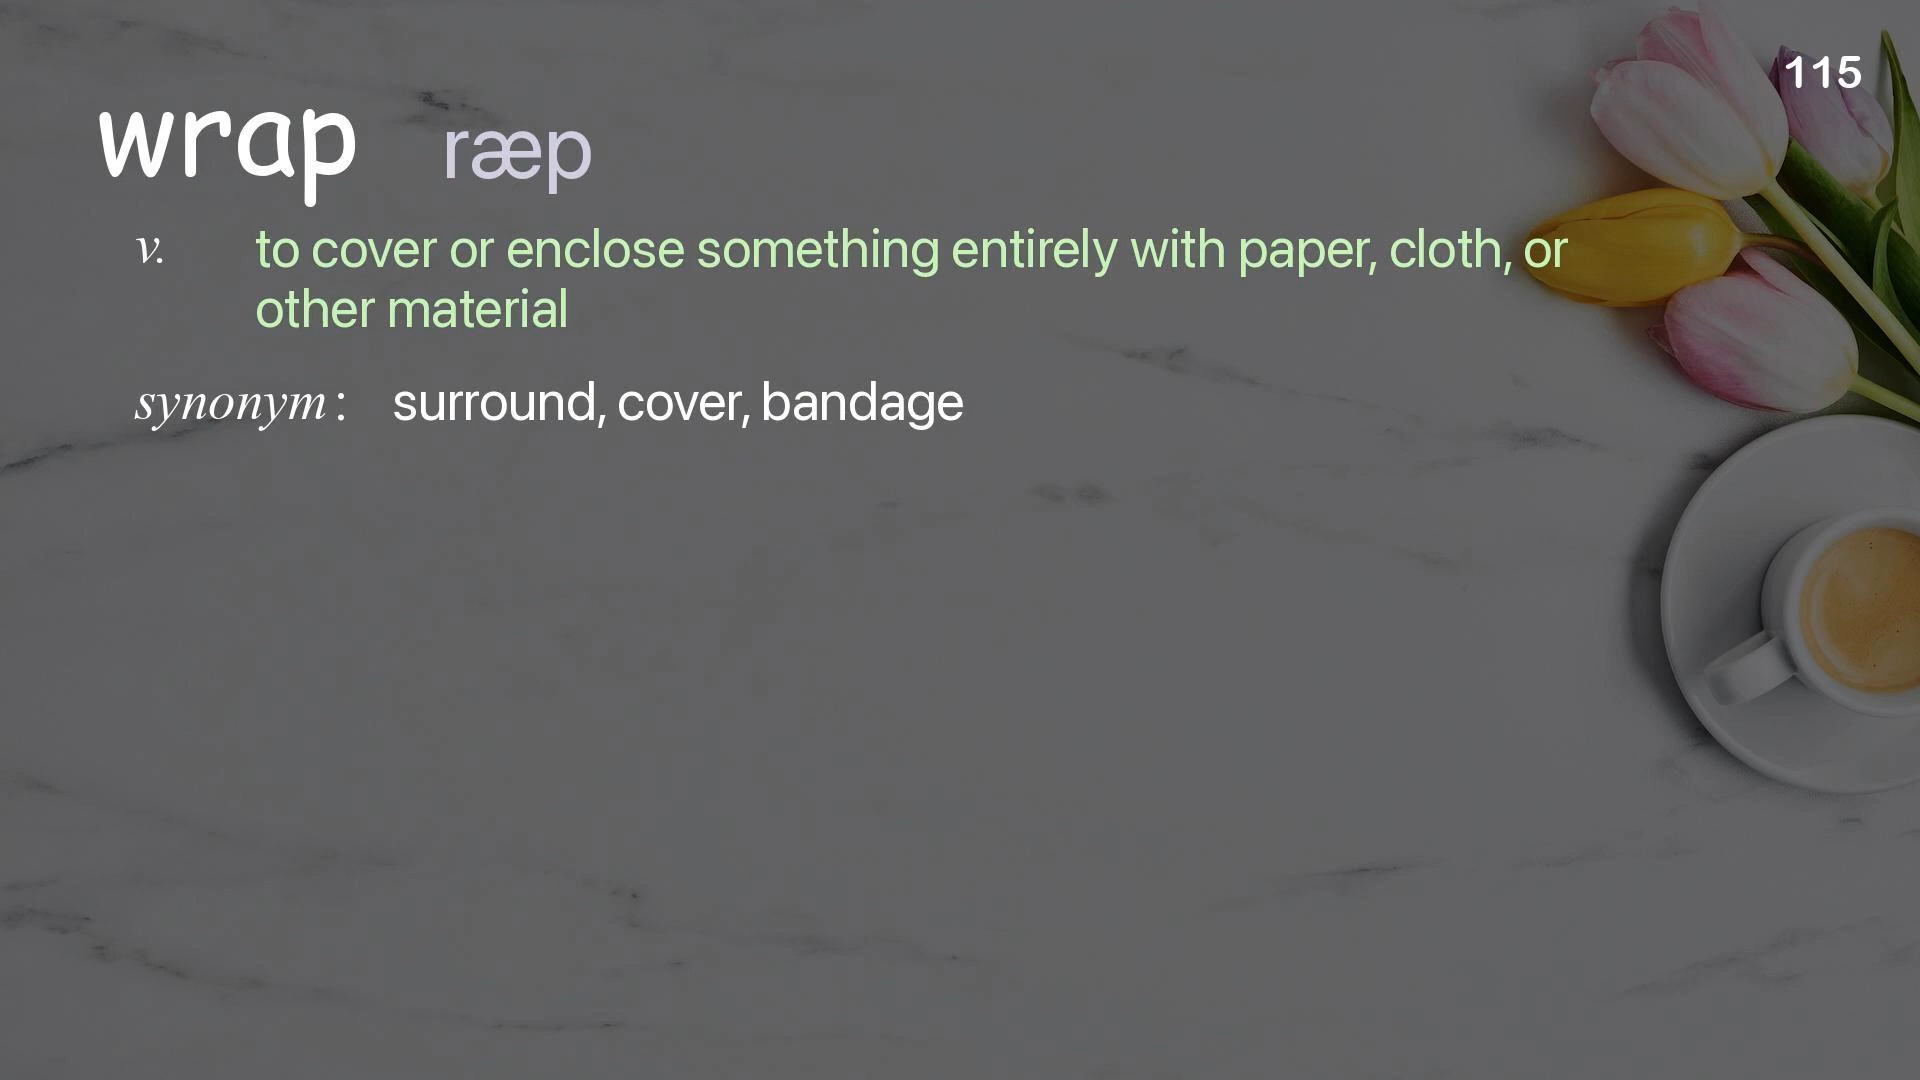 115
wrap ræp
v. to cover or enclose something entirely with paper, cloth, or
other material
synonym: surround, cover, bandage